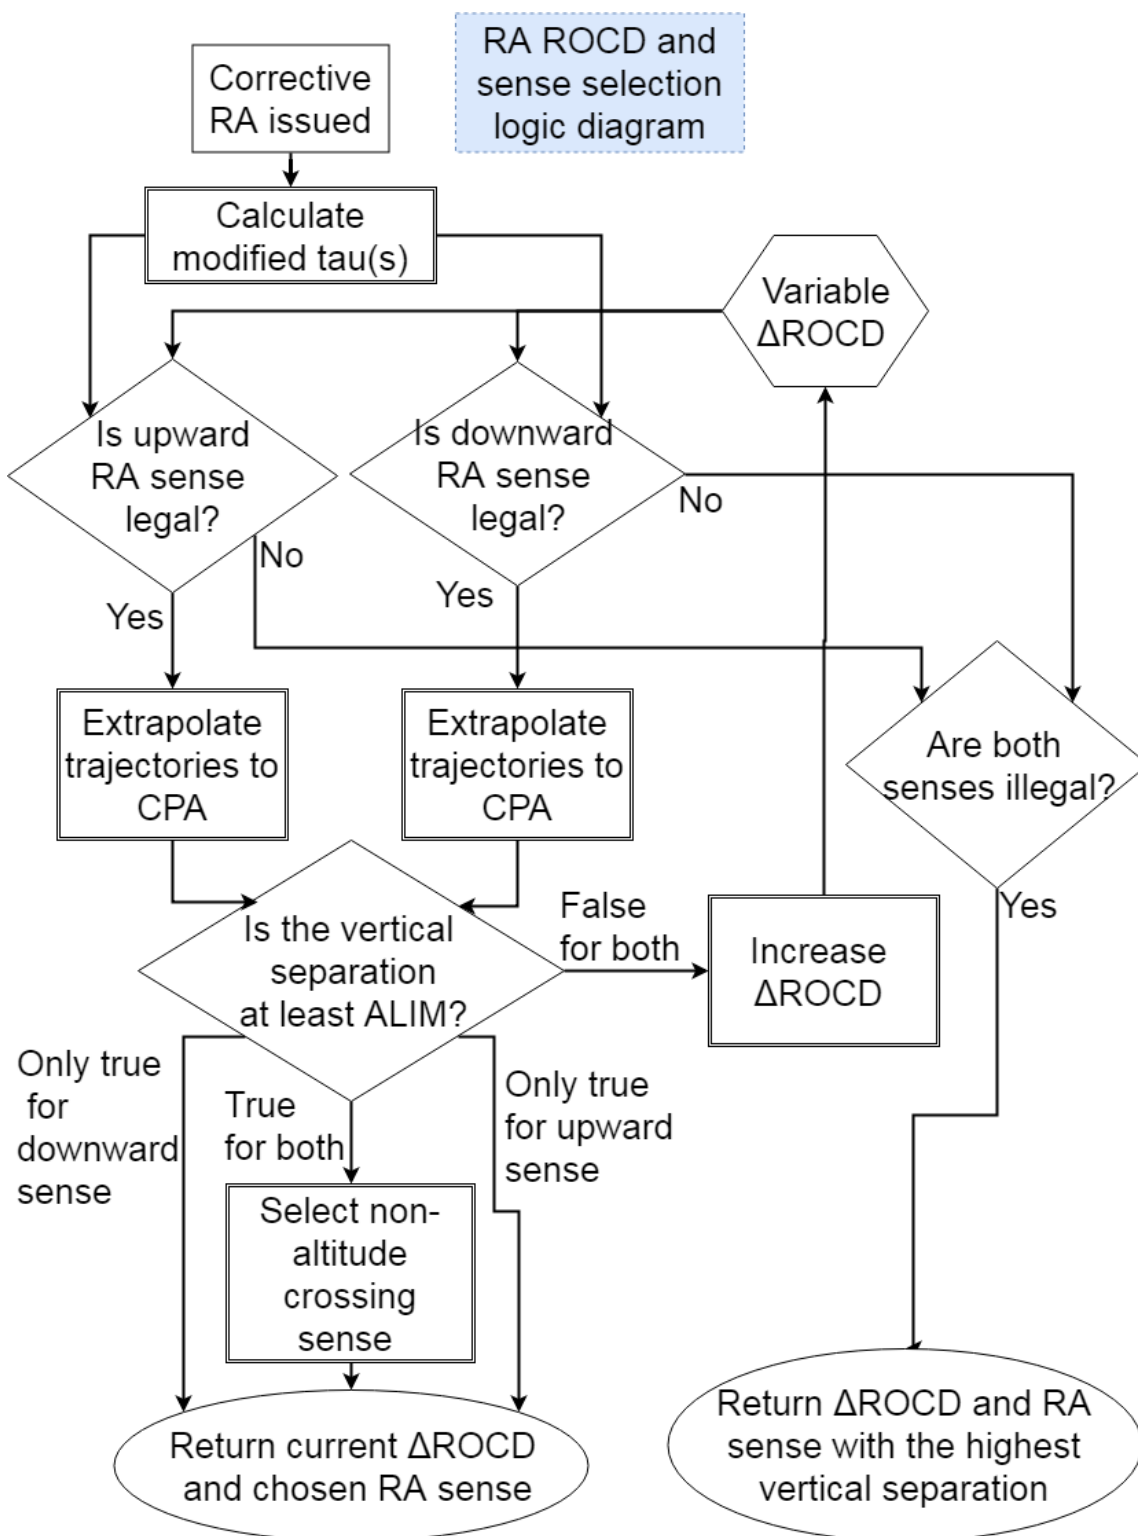 Corrective
RA issued
RA ROCD and
sense selection
logic diagram
Calculate
modified tau(s)
Variable
ΔROCD
Is upward
RA sense
legal?
Is downward
RA sense
legal?
No
No
Yes
Yes
Extrapolate
trajectories to
CPA
Extrapolate
trajectories to
CPA
Are both
senses illegal?
Yes
Is the vertical
separation
at least ALIM?
False
for both
Increase
ΔROCD
Only true
for
downward
sense
True
for both
Only true
for upward
sense
Select non-
altitude
crossing
sense
Return current ΔROCD
and chosen RA sense
Return ΔROCD and RA
sense with the highest
vertical separation